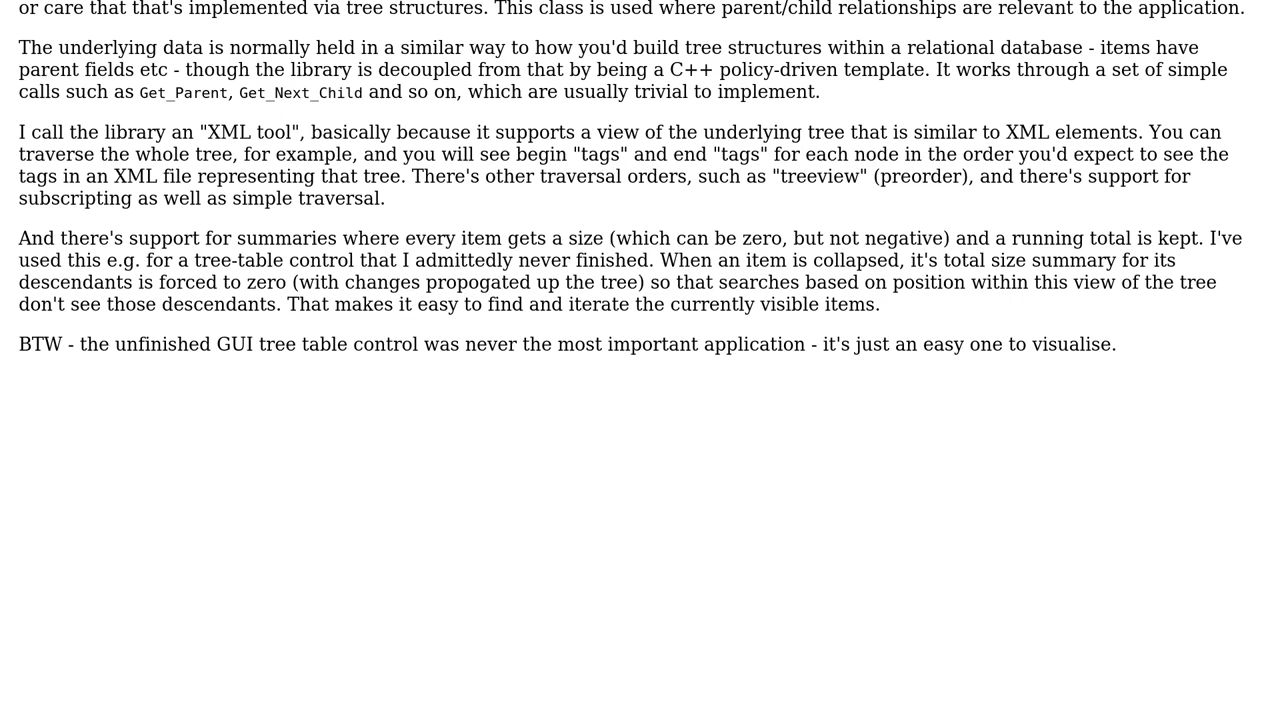 or care that that's implemented via tree structures. This class is used where parent/child relationships are relevant to the application.
The underlying data is normally held in a similar way to how you'd build tree structures within a relational database - items have
parent fields etc - though the library is decoupled from that by being a C++ policy-driven template. It works through a set of simple
calls such as Get_Parent, Get_Next_Child and so on, which are usually trivial to implement.
I call the library an "XML tool", basically because it supports a view of the underlying tree that is similar to XML elements. You can
traverse the whole tree, for example, and you will see begin "tags" and end "tags" for each node in the order you'd expect to see the
tags in an XML file representing that tree. There's other traversal orders, such as "treeview" (preorder), and there's support for
subscripting as well as simple traversal.
And there's support for summaries where every item gets a size (which can be zero, but not negative) and a running total is kept. I've
used this e.g. for a tree-table control that I admittedly never finished. When an item is collapsed, it's total size summary for its
descendants is forced to zero (with changes propogated up the tree) so that searches based on position within this view of the tree
don't see those descendants. That makes it easy to find and iterate the currently visible items.
BTW - the unfinished GUI tree table control was never the most important application - it's just an easy one to visualise.